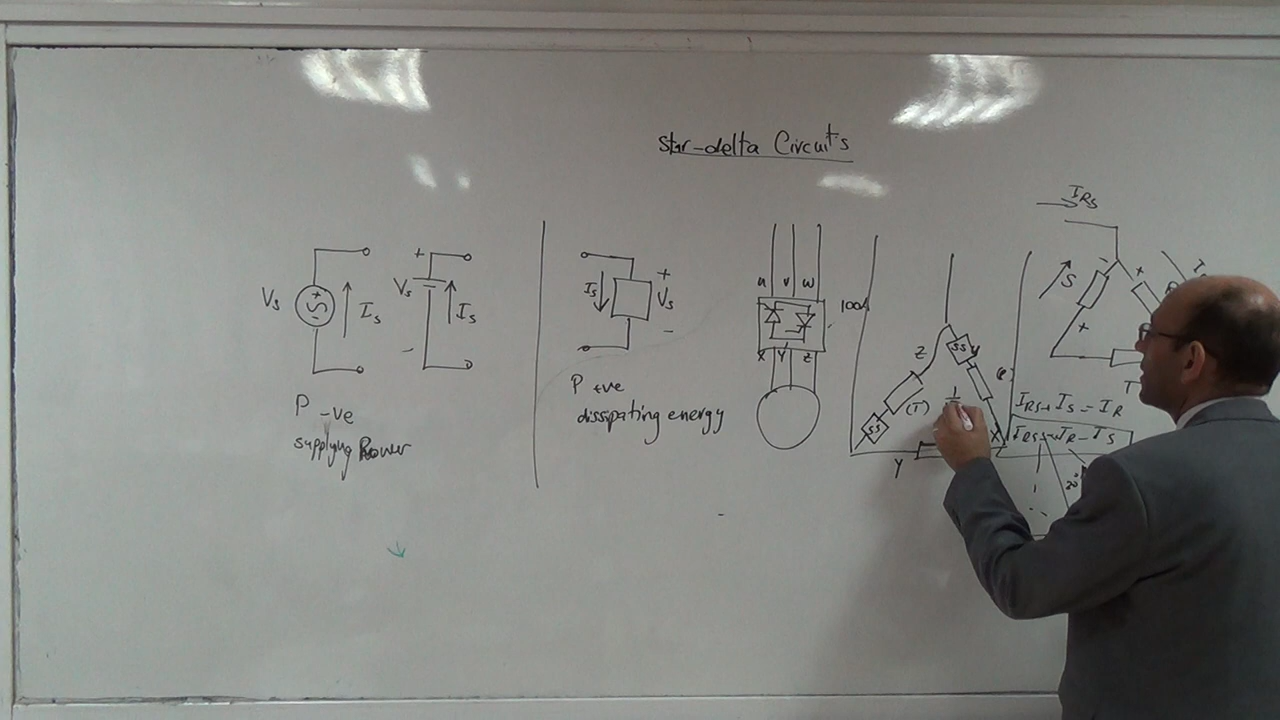 Star-delta Circuits
Vs
Is
Vs
+
-
Is
P -ve
supplying Power
Is
+
Vs
-
P +ve
dissipating energy
u v w
100A
X Y Z
Z
SS
(T)
SS
Y
X
IRS
S
-
+
+
T
IRS + IS = IR
IRS = IR - IS